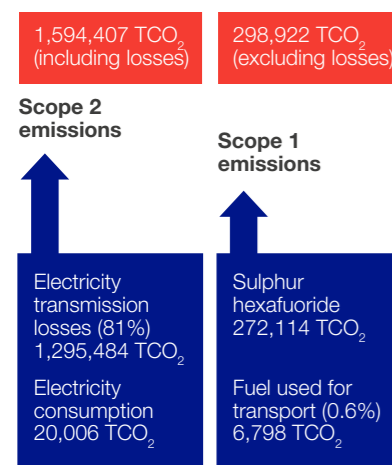 1,594,407 TCO₂
(including losses)
298,922 TCO₂
(excluding losses)
Scope 2
emissions
Scope 1
emissions
Electricity
transmission
losses (81%)
1,295,484 TCO₂
Electricity
consumption
20,006 TCO₂
Sulphur
hexafuoride
272,114 TCO₂
Fuel used for
transport (0.6%)
6,798 TCO₂